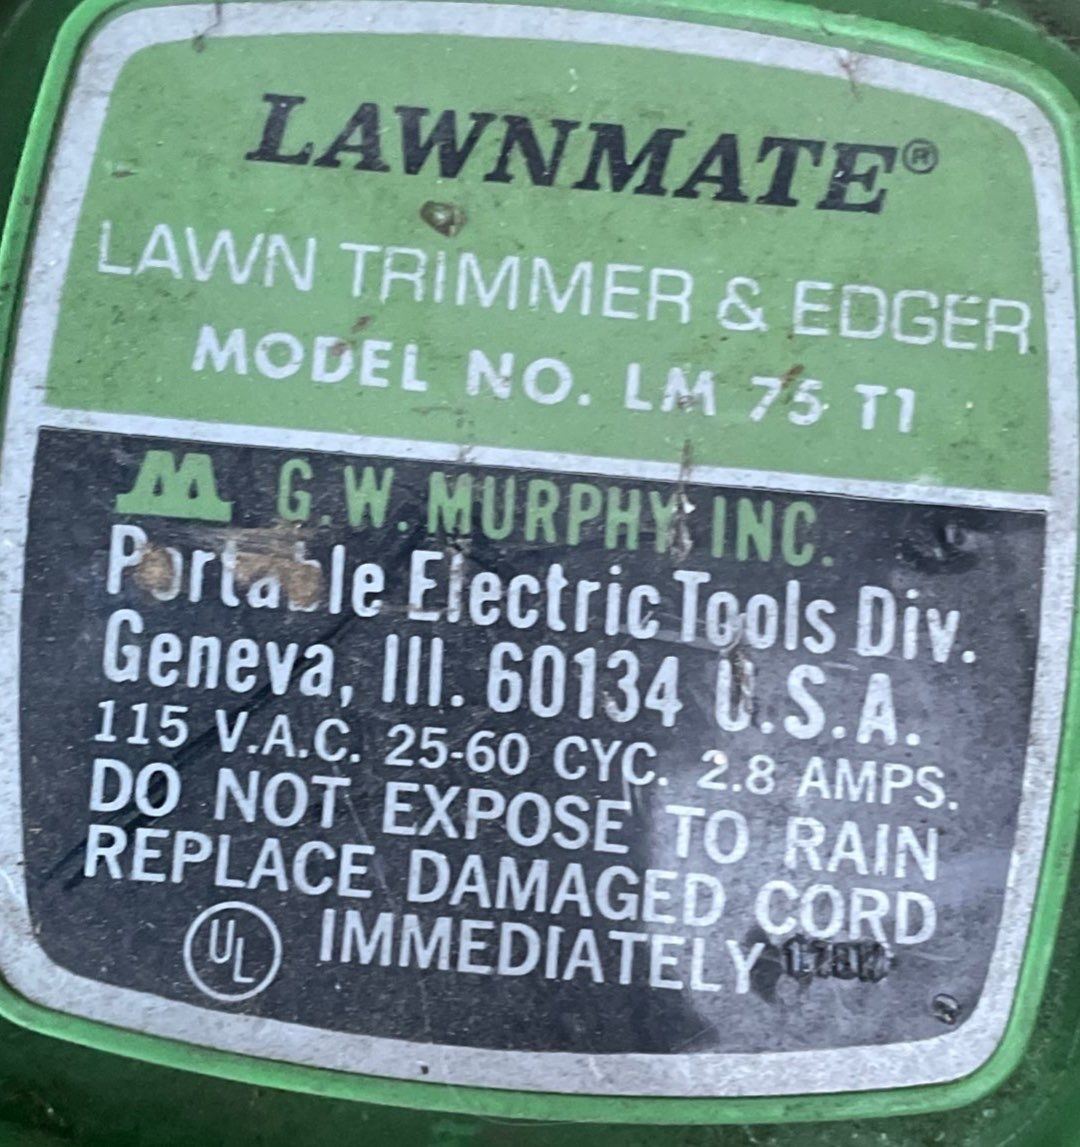 LAWNMATE®
LAWN TRIMMER & EDGER
MODEL NO. LM 75 T1
G.W. MURPHY, INC.
Portable Electric Tools Div.
Geneva, Ill. 60134 U.S.A.
115 V.A.C. 25-60 CYC. 2.8 AMPS.
DO NOT EXPOSE TO RAIN
REPLACE DAMAGED CORD
UL IMMEDIATELY